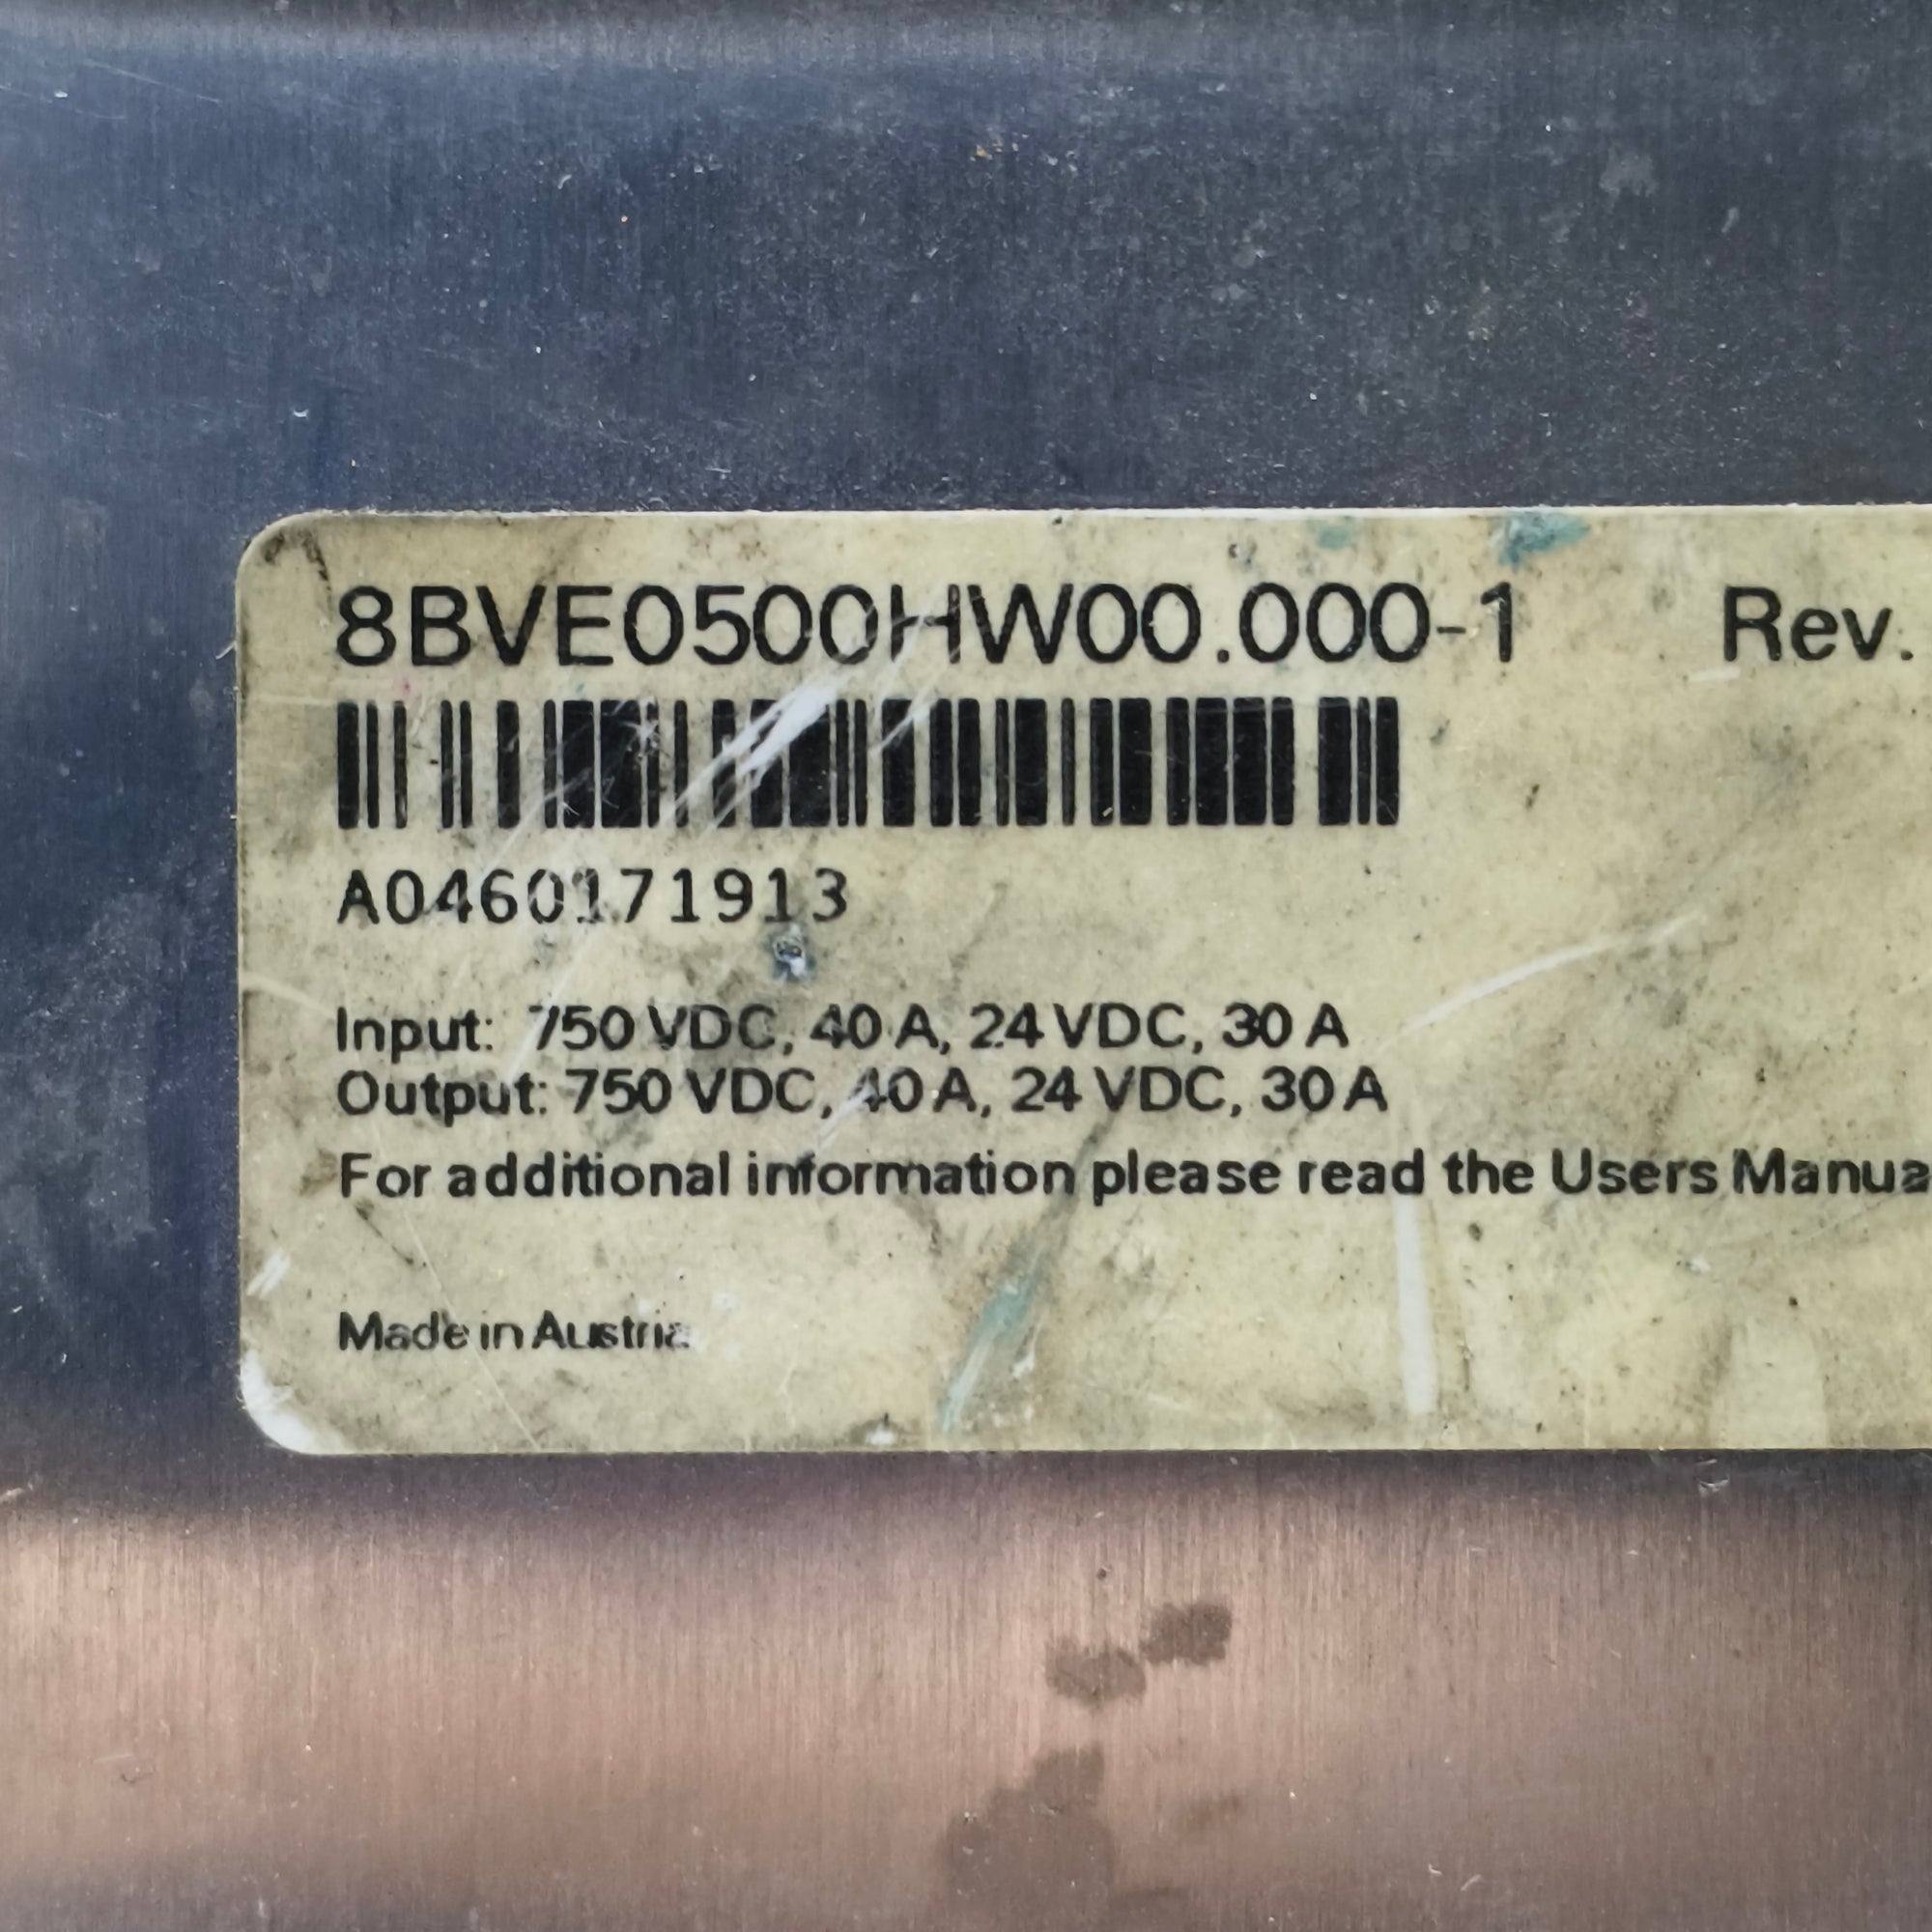 8BVE0500HW00.000-1 Rev.
A0460171913
Input: 750 VDC, 40 A, 24 VDC, 30 A
Output: 750 VDC, 40 A, 24 VDC, 30 A
For additional information please read the Users Manua
Made in Austria